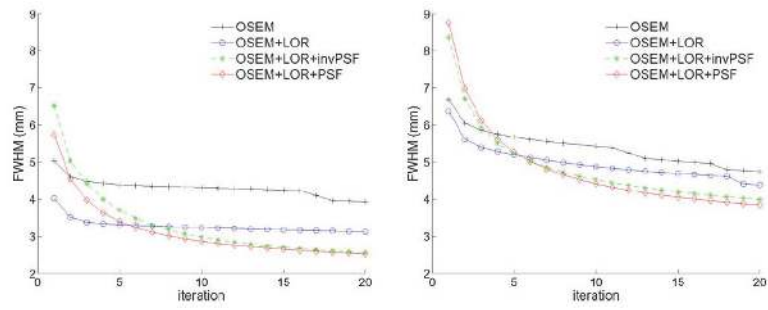 9
8
7
6
5
4
3
2
FWHM (mm)
0
5
10
15
20
iteration
OSEM
OSEM+LOR
OSEM+LOR+invPSF
OSEM+LOR+PSF
9
8
7
6
5
4
3
2
FWHM (mm)
0
5
10
15
20
iteration
OSEM
OSEM+LOR
OSEM+LOR+invPSF
OSEM+LOR+PSF